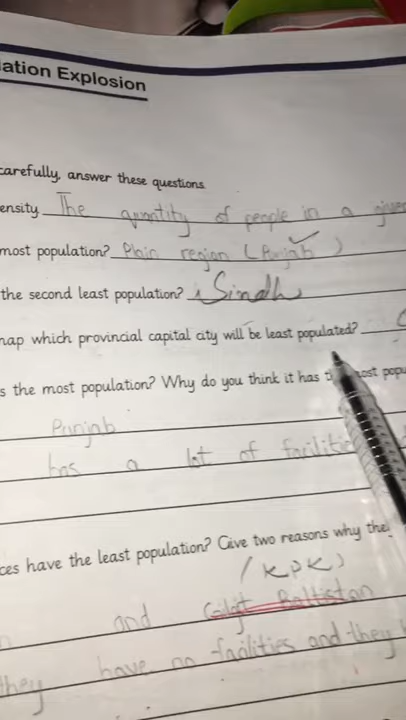 ation Explosion
carefully, answer these questions.
ensity The quantity of people in a given
most population? Plain region (Punjab)
the second least population? Sindh
map which provincial capital city will be least populated?
s the most population? Why do you think it has the most popu
Punjab
has a lot of faciliti
ces have the least population? Give two reasons why the
(KPK)
and Gilgit Baltistan
they have no facilities and they